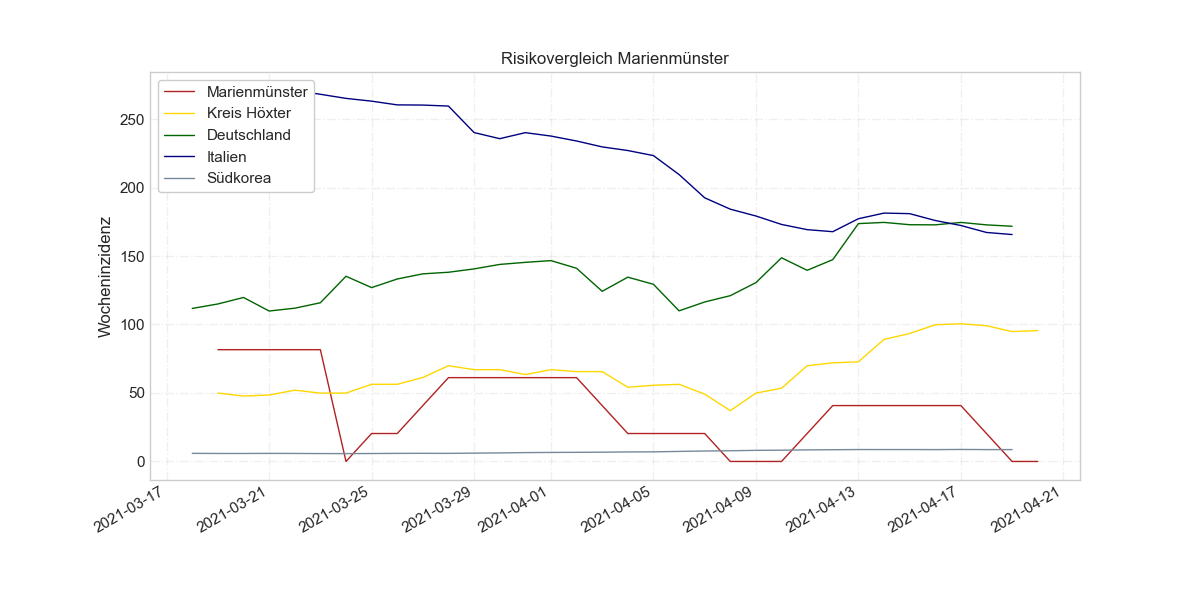 Risikovergleich Marienmünster
Marienmünster
Kreis Höxter
Deutschland
Italien
Südkorea
Wocheninzidenz
250
200
150
100
50
0
2021-03-17
2021-03-21
2021-03-25
2021-03-29
2021-04-01
2021-04-05
2021-04-09
2021-04-13
2021-04-17
2021-04-21